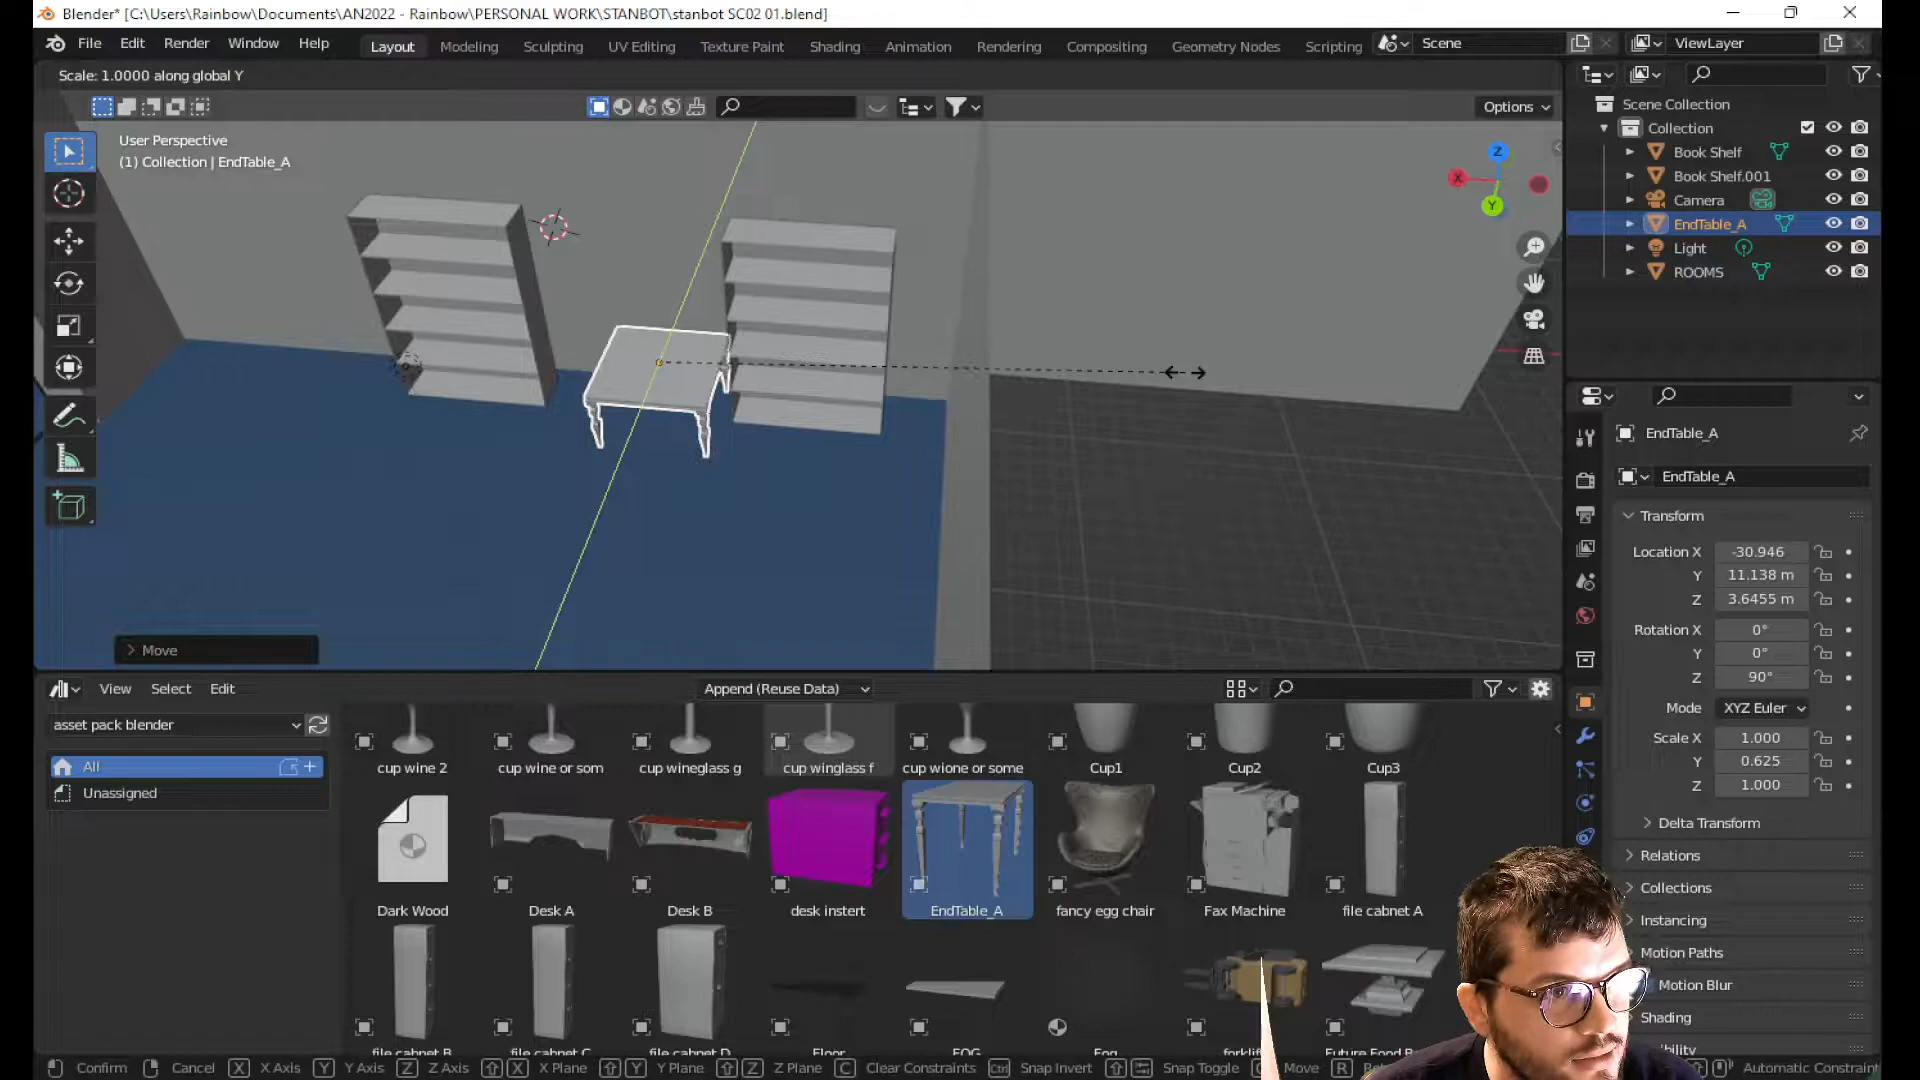 Blender* [C:\Users\Rainbow\Documents\AN2022 - Rainbow\PERSONAL WORK\STANBOT\stanbot SC02 01.blend]
File Edit Render Window Help Layout Modeling Sculpting UV Editing Texture Paint Shading Animation Rendering Compositing Geometry Nodes Scripting Scene ViewLayer
Scale: 1.0000 along global Y
Options
User Perspective
(1) Collection | EndTable_A
Z
X
Y
Move
Scene Collection
Collection
Book Shelf
Book Shelf.001
Camera
EndTable_A
Light
ROOMS
EndTable_A
EndTable_A
Transform
Location X -30.946
Y 11.138 m
Z 3.6455 m
Rotation X 0°
Y 0°
Z 90°
Mode XYZ Euler
Scale X 1.000
Y 0.625
Z 1.000
Delta Transform
Relations
Collections
Instancing
Motion Paths
Motion Blur
Shading
View Select Edit Append (Reuse Data)
asset pack blender
All
Unassigned
cup wine 2 cup wine or som cup wineglass g cup winglass f cup wione or some Cup1 Cup2 Cup3
Dark Wood Desk A Desk B desk instert EndTable_A fancy egg chair Fax Machine file cabnet A
file cabnet B file cabnet C file cabnet D Floor FOG Fog
Confirm Cancel X X Axis Y Y Axis Z Z Axis X X Plane Y Y Plane Z Z Plane C Clear Constraints Ctrl Snap Invert Snap Toggle Move R Automatic Constraint